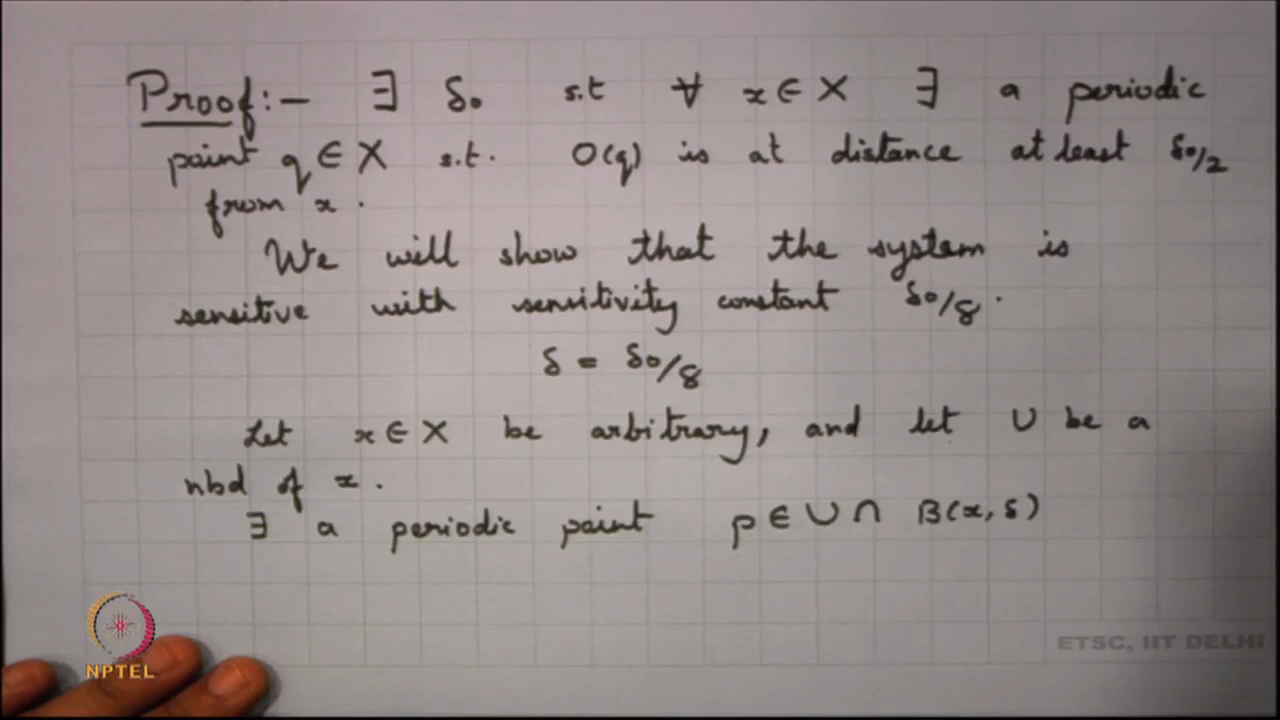 Proof:- ∃ δ₀ s.t ∀ x∈X ∃ a periodic
point q∈X s.t. O(q) is at distance at least δ₀/2
from x.
We will show that the system is
sensitive with sensitivity constant δ₀/8.
δ = δ₀/8
Let x∈X be arbitrary, and let U be a
nbd of x.
∃ a periodic point p∈U∩ B(x,δ)
NPTEL
ETSC, IIT DELHI